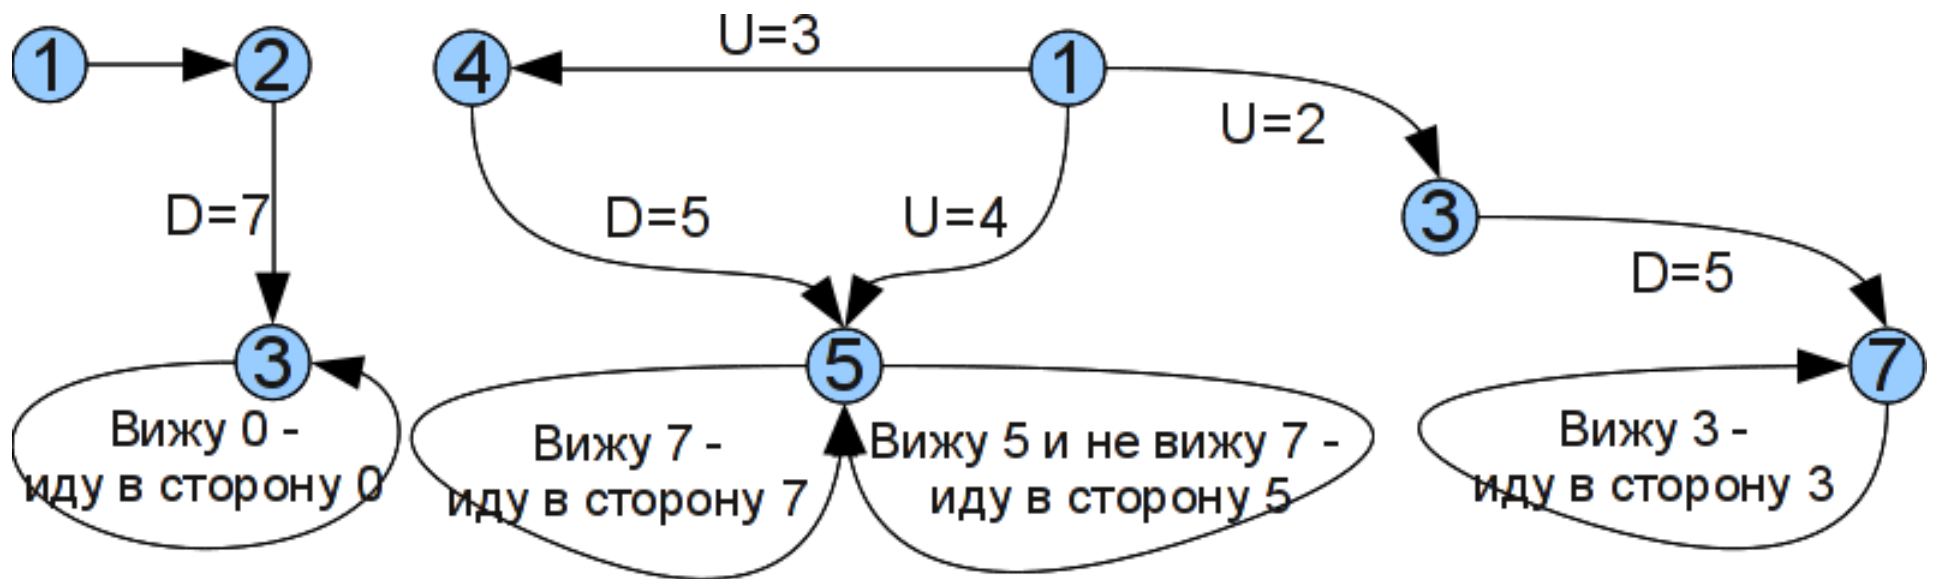 U=3
1
2
4
1
U=2
D=7
D=5
U=4
3
D=5
3
5
7
Вижу 0 -
иду в сторону 0
Вижу 7 -
иду в сторону 7
Вижу 5 и не вижу 7 -
иду в сторону 5
Вижу 3 -
иду в сторону 3